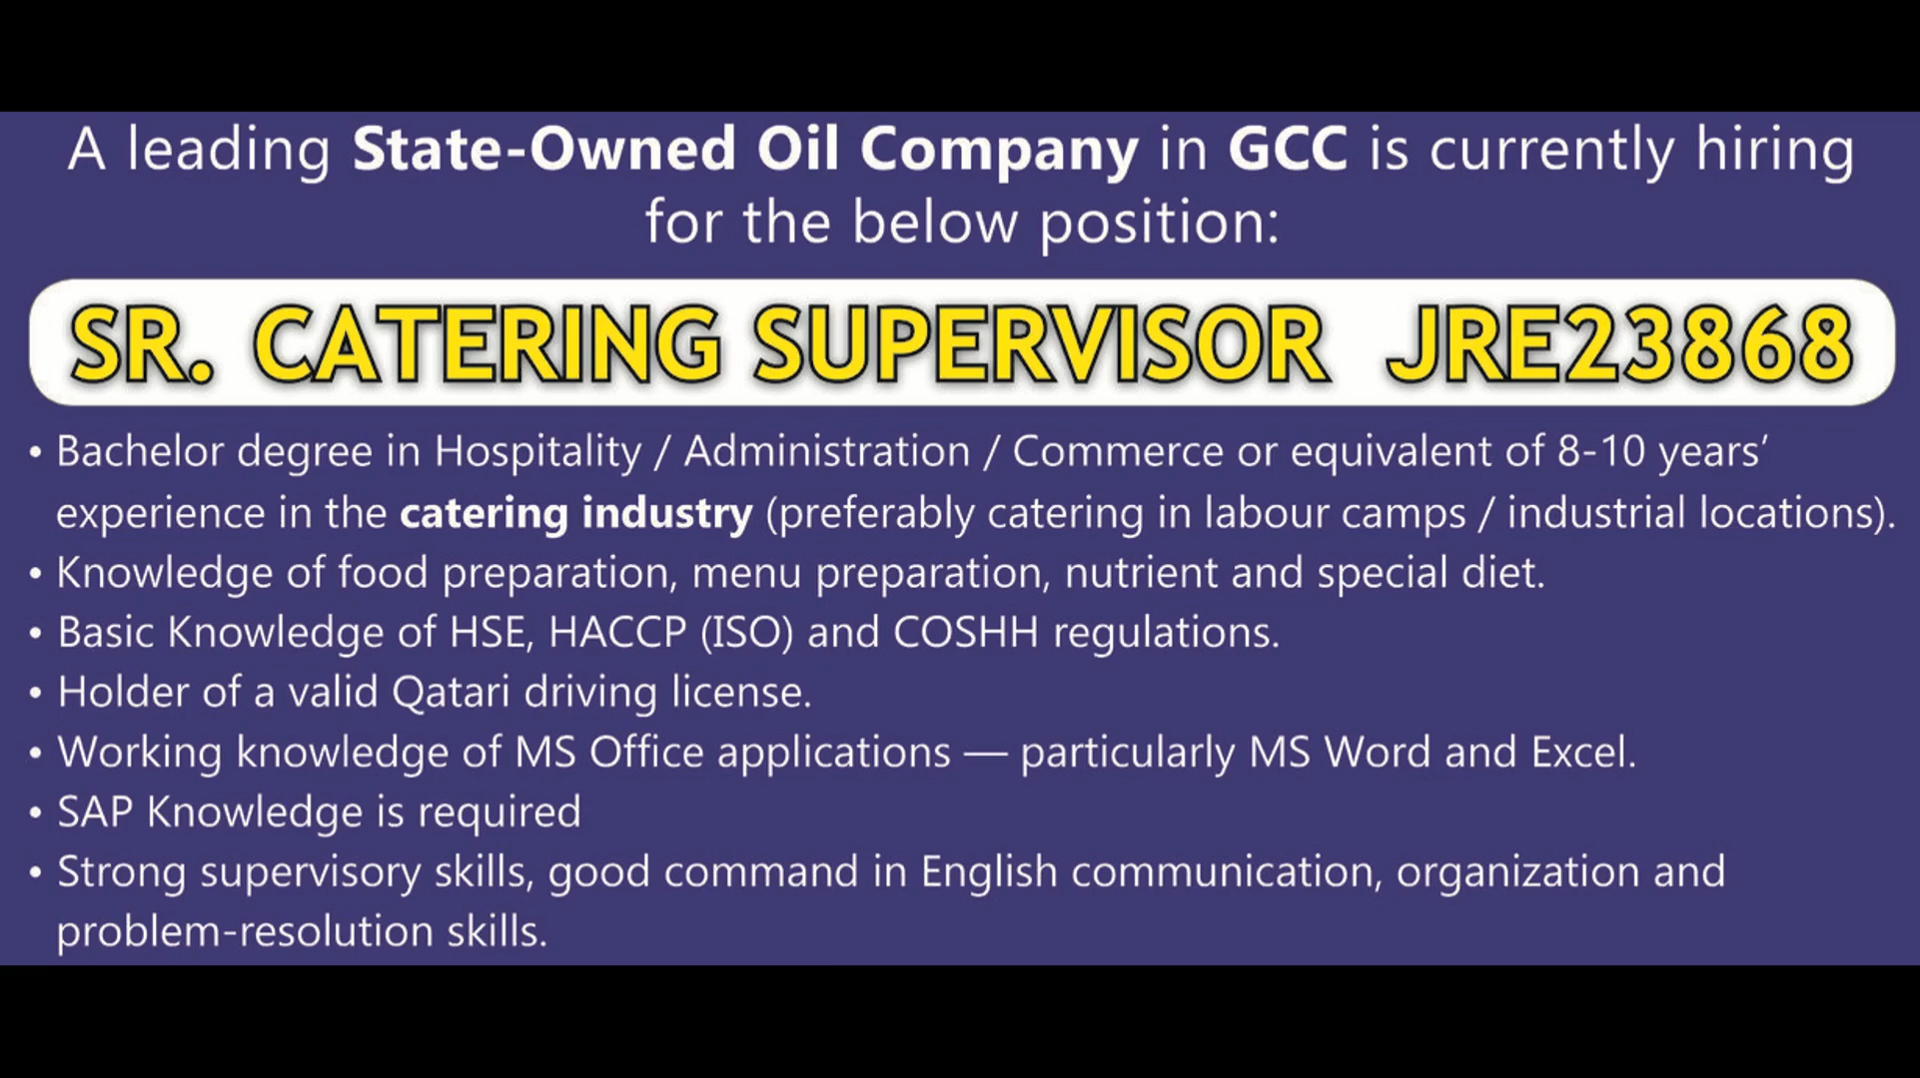 A leading State-Owned Oil Company in GCC is currently hiring
for the below position:
SR. CATERING SUPERVISOR JRE23868
• Bachelor degree in Hospitality / Administration / Commerce or equivalent of 8-10 years’
experience in the catering industry (preferably catering in labour camps / industrial locations).
• Knowledge of food preparation, menu preparation, nutrient and special diet.
• Basic Knowledge of HSE, HACCP (ISO) and COSHH regulations.
• Holder of a valid Qatari driving license.
• Working knowledge of MS Office applications — particularly MS Word and Excel.
• SAP Knowledge is required
• Strong supervisory skills, good command in English communication, organization and
problem-resolution skills.